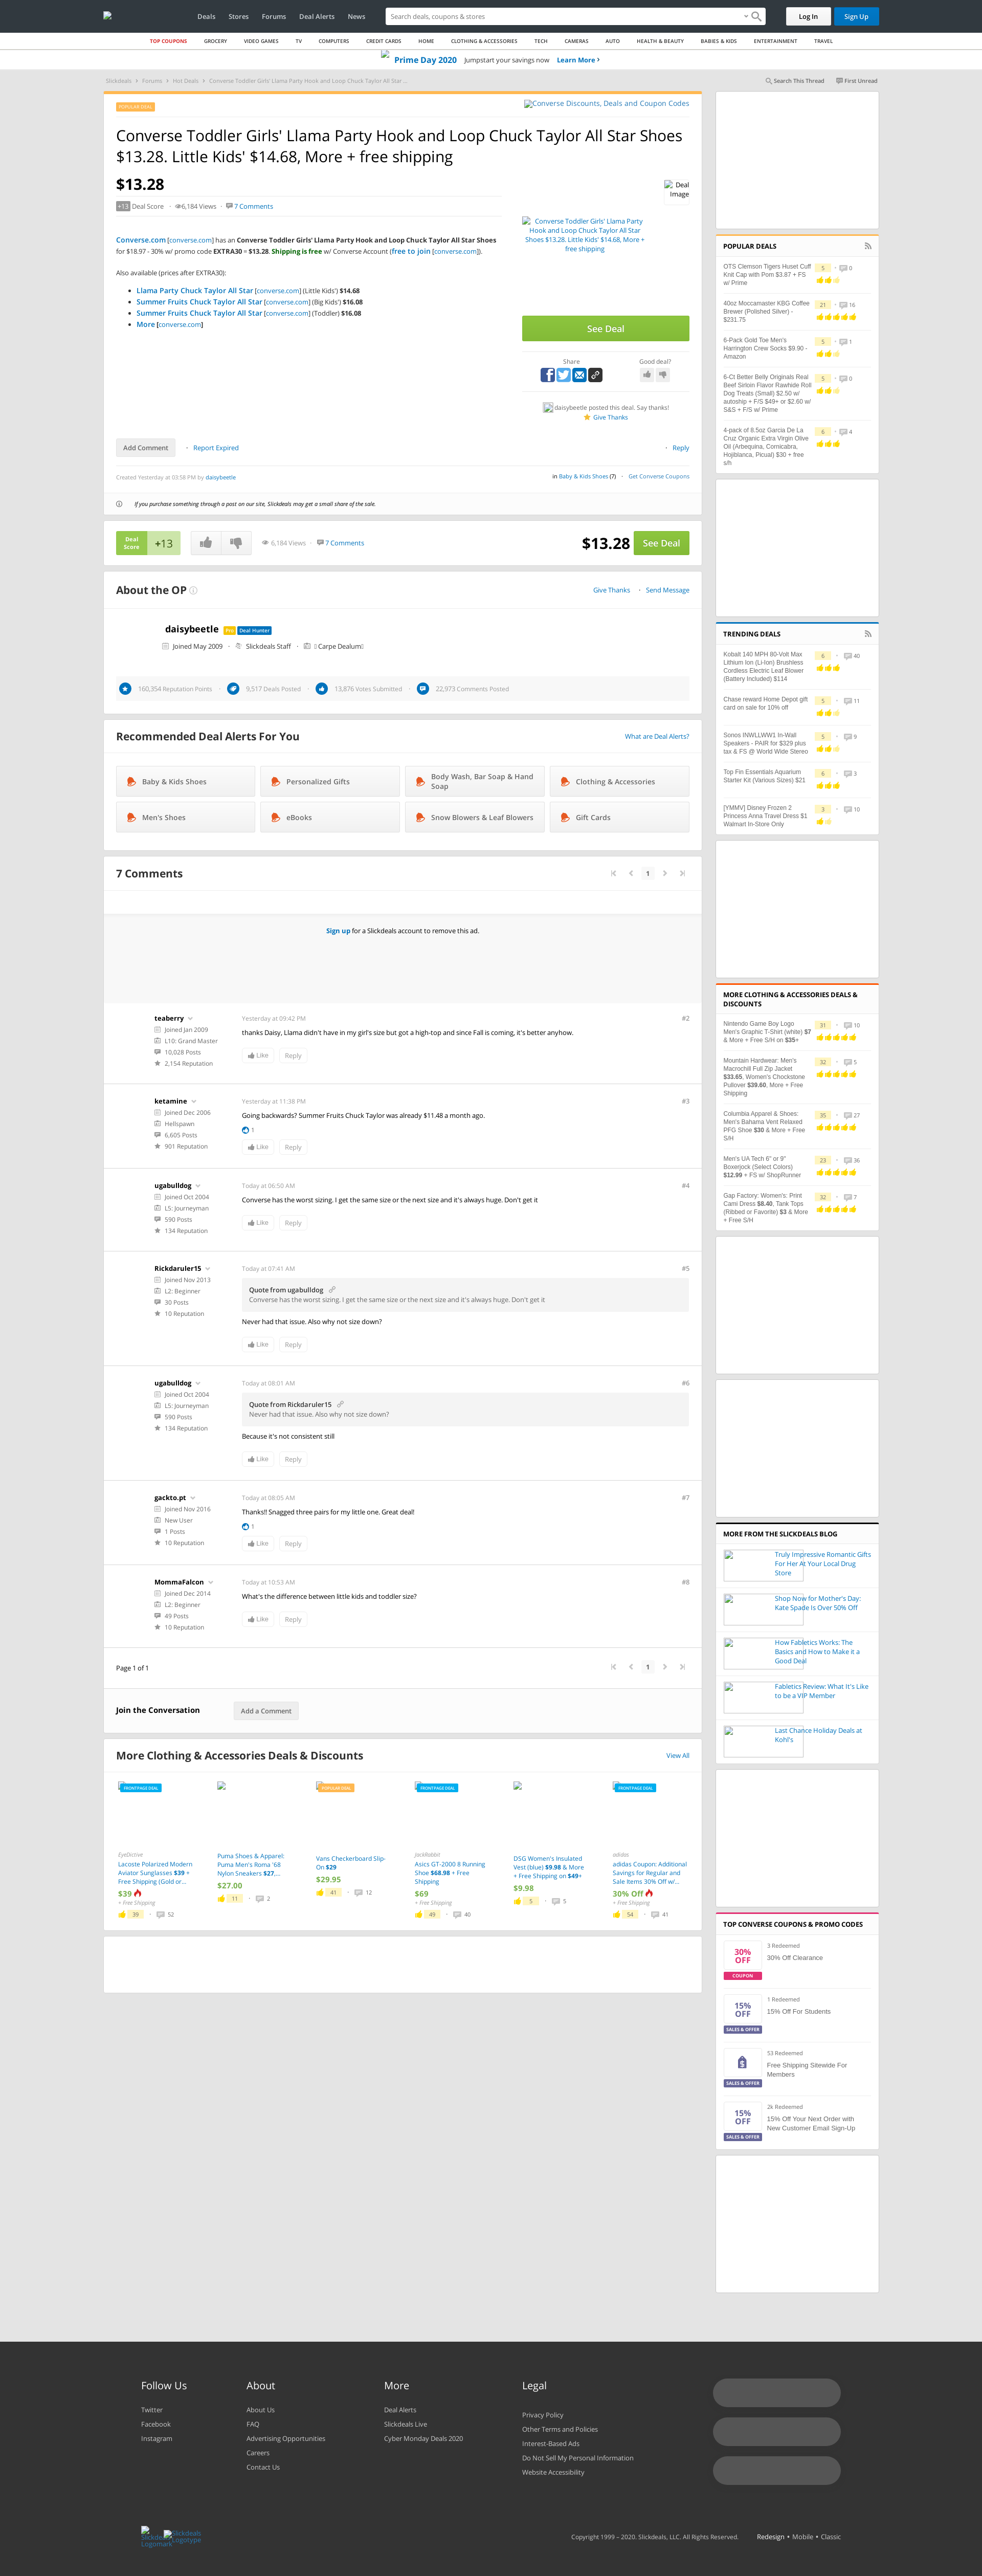 Deals Stores Forums Deal Alerts News
Search deals, coupons & stores
Log In
Sign Up
TOP COUPONS GROCERY VIDEO GAMES TV COMPUTERS CREDIT CARDS HOME CLOTHING & ACCESSORIES TECH CAMERAS AUTO HEALTH & BEAUTY BABIES & KIDS ENTERTAINMENT TRAVEL
Prime Day 2020 Jumpstart your savings now Learn More
Slickdeals Forums Hot Deals Converse Toddler Girls' Llama Party Hook and Loop Chuck Taylor All Star ...
Search This Thread First Unread
POPULAR DEAL
Converse Discounts, Deals and Coupon Codes
Converse Toddler Girls' Llama Party Hook and Loop Chuck Taylor All Star Shoes
$13.28. Little Kids' $14.68, More + free shipping
$13.28
Deal Image
+13 Deal Score 6,184 Views 7 Comments
Converse.com [converse.com] has an Converse Toddler Girls' Llama Party Hook and Loop Chuck Taylor All Star Shoes
for $18.97 - 30% w/ promo code EXTRA30 = $13.28. Shipping is free w/ Converse Account (free to join [converse.com]).
Also available (prices after EXTRA30):
Llama Party Chuck Taylor All Star [converse.com] (Little Kids') $14.68
Summer Fruits Chuck Taylor All Star [converse.com] (Big Kids') $16.08
Summer Fruits Chuck Taylor All Star [converse.com] (Toddler) $16.08
More [converse.com]
Converse Toddler Girls' Llama Party
Hook and Loop Chuck Taylor All Star
Shoes $13.28. Little Kids' $14.68, More +
free shipping
See Deal
Share Good deal?
daisybeetle posted this deal. Say thanks!
Give Thanks
Add Comment Report Expired Reply
Created Yesterday at 03:58 PM by daisybeetle
in Baby & Kids Shoes (7) Get Converse Coupons
If you purchase something through a post on our site, Slickdeals may get a small share of the sale.
Deal Score +13 6,184 Views 7 Comments $13.28 See Deal
About the OP Give Thanks Send Message
daisybeetle Pro Deal Hunter
Joined May 2009 Slickdeals Staff Carpe Dealum
160,354 Reputation Points 9,517 Deals Posted 13,876 Votes Submitted 22,973 Comments Posted
Recommended Deal Alerts For You What are Deal Alerts?
Baby & Kids Shoes
Personalized Gifts
Body Wash, Bar Soap & Hand Soap
Clothing & Accessories
Men's Shoes
eBooks
Snow Blowers & Leaf Blowers
Gift Cards
7 Comments 1
Sign up for a Slickdeals account to remove this ad.
teaberry
Joined Jan 2009
L10: Grand Master
10,028 Posts
2,154 Reputation
Yesterday at 09:42 PM #2
thanks Daisy, Llama didn't have in my girl's size but got a high-top and since Fall is coming, it's better anyhow.
Like Reply
ketamine
Joined Dec 2006
Hellspawn
6,605 Posts
901 Reputation
Yesterday at 11:38 PM #3
Going backwards? Summer Fruits Chuck Taylor was already $11.48 a month ago.
1
Like Reply
ugabulldog
Joined Oct 2004
L5: Journeyman
590 Posts
134 Reputation
Today at 06:50 AM #4
Converse has the worst sizing. I get the same size or the next size and it's always huge. Don't get it
Like Reply
Rickdaruler15
Joined Nov 2013
L2: Beginner
30 Posts
10 Reputation
Today at 07:41 AM #5
Quote from ugabulldog
Converse has the worst sizing. I get the same size or the next size and it's always huge. Don't get it
Never had that issue. Also why not size down?
Like Reply
ugabulldog
Joined Oct 2004
L5: Journeyman
590 Posts
134 Reputation
Today at 08:01 AM #6
Quote from Rickdaruler15
Never had that issue. Also why not size down?
Because it's not consistent still
Like Reply
gackto.pt
Joined Nov 2016
New User
1 Posts
10 Reputation
Today at 08:05 AM #7
Thanks!! Snagged three pairs for my little one. Great deal!
1
Like Reply
MommaFalcon
Joined Dec 2014
L2: Beginner
49 Posts
10 Reputation
Today at 10:53 AM #8
What's the difference between little kids and toddler size?
Like Reply
Page 1 of 1 1
Join the Conversation Add a Comment
More Clothing & Accessories Deals & Discounts View All
FRONTPAGE DEAL
EyeDictive
Lacoste Polarized Modern
Aviator Sunglasses $39 +
Free Shipping (Gold or...
$39
+ Free Shipping
39 52
Puma Shoes & Apparel:
Puma Men's Roma '68
Nylon Sneakers $27,...
$27.00
11 2
POPULAR DEAL
Vans Checkerboard Slip-
On $29
$29.95
41 12
FRONTPAGE DEAL
JackRabbit
Asics GT-2000 8 Running
Shoe $68.98 + Free
Shipping
$69
+ Free Shipping
49 40
DSG Women's Insulated
Vest (blue) $9.98 & More
+ Free Shipping on $49+
$9.98
5 5
FRONTPAGE DEAL
adidas
adidas Coupon: Additional
Savings for Regular and
Sale Items 30% Off w/...
30% Off
+ Free Shipping
54 41
POPULAR DEALS
OTS Clemson Tigers Huset Cuff
Knit Cap with Pom $3.87 + FS
w/ Prime
5 0
40oz Moccamaster KBG Coffee
Brewer (Polished Silver) -
$231.75
21 16
6-Pack Gold Toe Men's
Harrington Crew Socks $9.90 -
Amazon
5 1
6-Ct Better Belly Originals Real
Beef Sirloin Flavor Rawhide Roll
Dog Treats (Small) $2.50 w/
autoship + F/S $49+ or $2.60 w/
S&S + F/S w/ Prime
5 0
4-pack of 8.5oz Garcia De La
Cruz Organic Extra Virgin Olive
Oil (Arbequina, Cornicabra,
Hojiblanca, Picual) $30 + free
s/h
6 4
TRENDING DEALS
Kobalt 140 MPH 80-Volt Max
Lithium Ion (Li-Ion) Brushless
Cordless Electric Leaf Blower
(Battery Included) $114
6 40
Chase reward Home Depot gift
card on sale for 10% off
5 11
Sonos INWLLWW1 In-Wall
Speakers - PAIR for $329 plus
tax & FS @ World Wide Stereo
5 9
Top Fin Essentials Aquarium
Starter Kit (Various Sizes) $21
6 3
[YMMV] Disney Frozen 2
Princess Anna Travel Dress $1
Walmart In-Store Only
3 10
MORE CLOTHING & ACCESSORIES DEALS &
DISCOUNTS
Nintendo Game Boy Logo
Men's Graphic T-Shirt (white) $7
& More + Free S/H on $35+
31 10
Mountain Hardwear: Men's
Macrochill Full Zip Jacket
$33.65, Women's Chockstone
Pullover $39.60, More + Free
Shipping
32 5
Columbia Apparel & Shoes:
Men's Bahama Vent Relaxed
PFG Shoe $30 & More + Free
S/H
35 27
Men's UA Tech 6" or 9"
Boxerjock (Select Colors)
$12.99 + FS w/ ShopRunner
23 36
Gap Factory: Women's: Print
Cami Dress $8.40, Tank Tops
(Ribbed or Favorite) $3 & More
+ Free S/H
32 7
MORE FROM THE SLICKDEALS BLOG
Truly Impressive Romantic Gifts
For Her At Your Local Drug
Store
Shop Now for Mother's Day:
Kate Spade Is Over 50% Off
How Fabletics Works: The
Basics and How to Make it a
Good Deal
Fabletics Review: What It's Like
to be a VIP Member
Last Chance Holiday Deals at
Kohl's
TOP CONVERSE COUPONS & PROMO CODES
30% OFF COUPON
3 Redeemed
30% Off Clearance
15% OFF SALES & OFFER
1 Redeemed
15% Off For Students
SALES & OFFER
53 Redeemed
Free Shipping Sitewide For
Members
15% OFF SALES & OFFER
2k Redeemed
15% Off Your Next Order with
New Customer Email Sign-Up
Follow Us
Twitter
Facebook
Instagram
About
About Us
FAQ
Advertising Opportunities
Careers
Contact Us
More
Deal Alerts
Slickdeals Live
Cyber Monday Deals 2020
Legal
Privacy Policy
Other Terms and Policies
Interest-Based Ads
Do Not Sell My Personal Information
Website Accessibility
Slickdeals Logomark
Slickdeals Logotype
Copyright 1999 - 2020. Slickdeals, LLC. All Rights Reserved. Redesign • Mobile • Classic